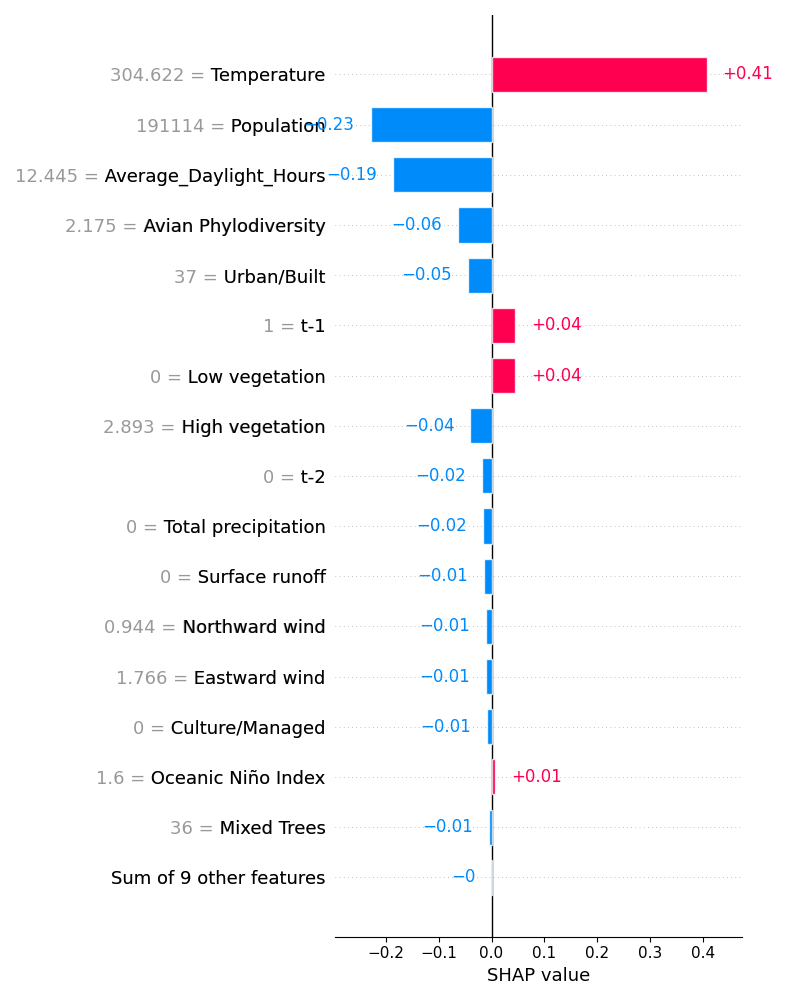 304.622 = Temperature +0.41
191114 = Population −0.23
12.445 = Average_Daylight_Hours −0.19
2.175 = Avian Phylodiversity −0.06
37 = Urban/Built −0.05
1 = t-1 +0.04
0 = Low vegetation +0.04
2.893 = High vegetation −0.04
0 = t-2 −0.02
0 = Total precipitation −0.02
0 = Surface runoff −0.01
0.944 = Northward wind −0.01
1.766 = Eastward wind −0.01
0 = Culture/Managed −0.01
1.6 = Oceanic Niño Index +0.01
36 = Mixed Trees −0.01
Sum of 9 other features −0
−0.2 −0.1 0.0 0.1 0.2 0.3 0.4
SHAP value